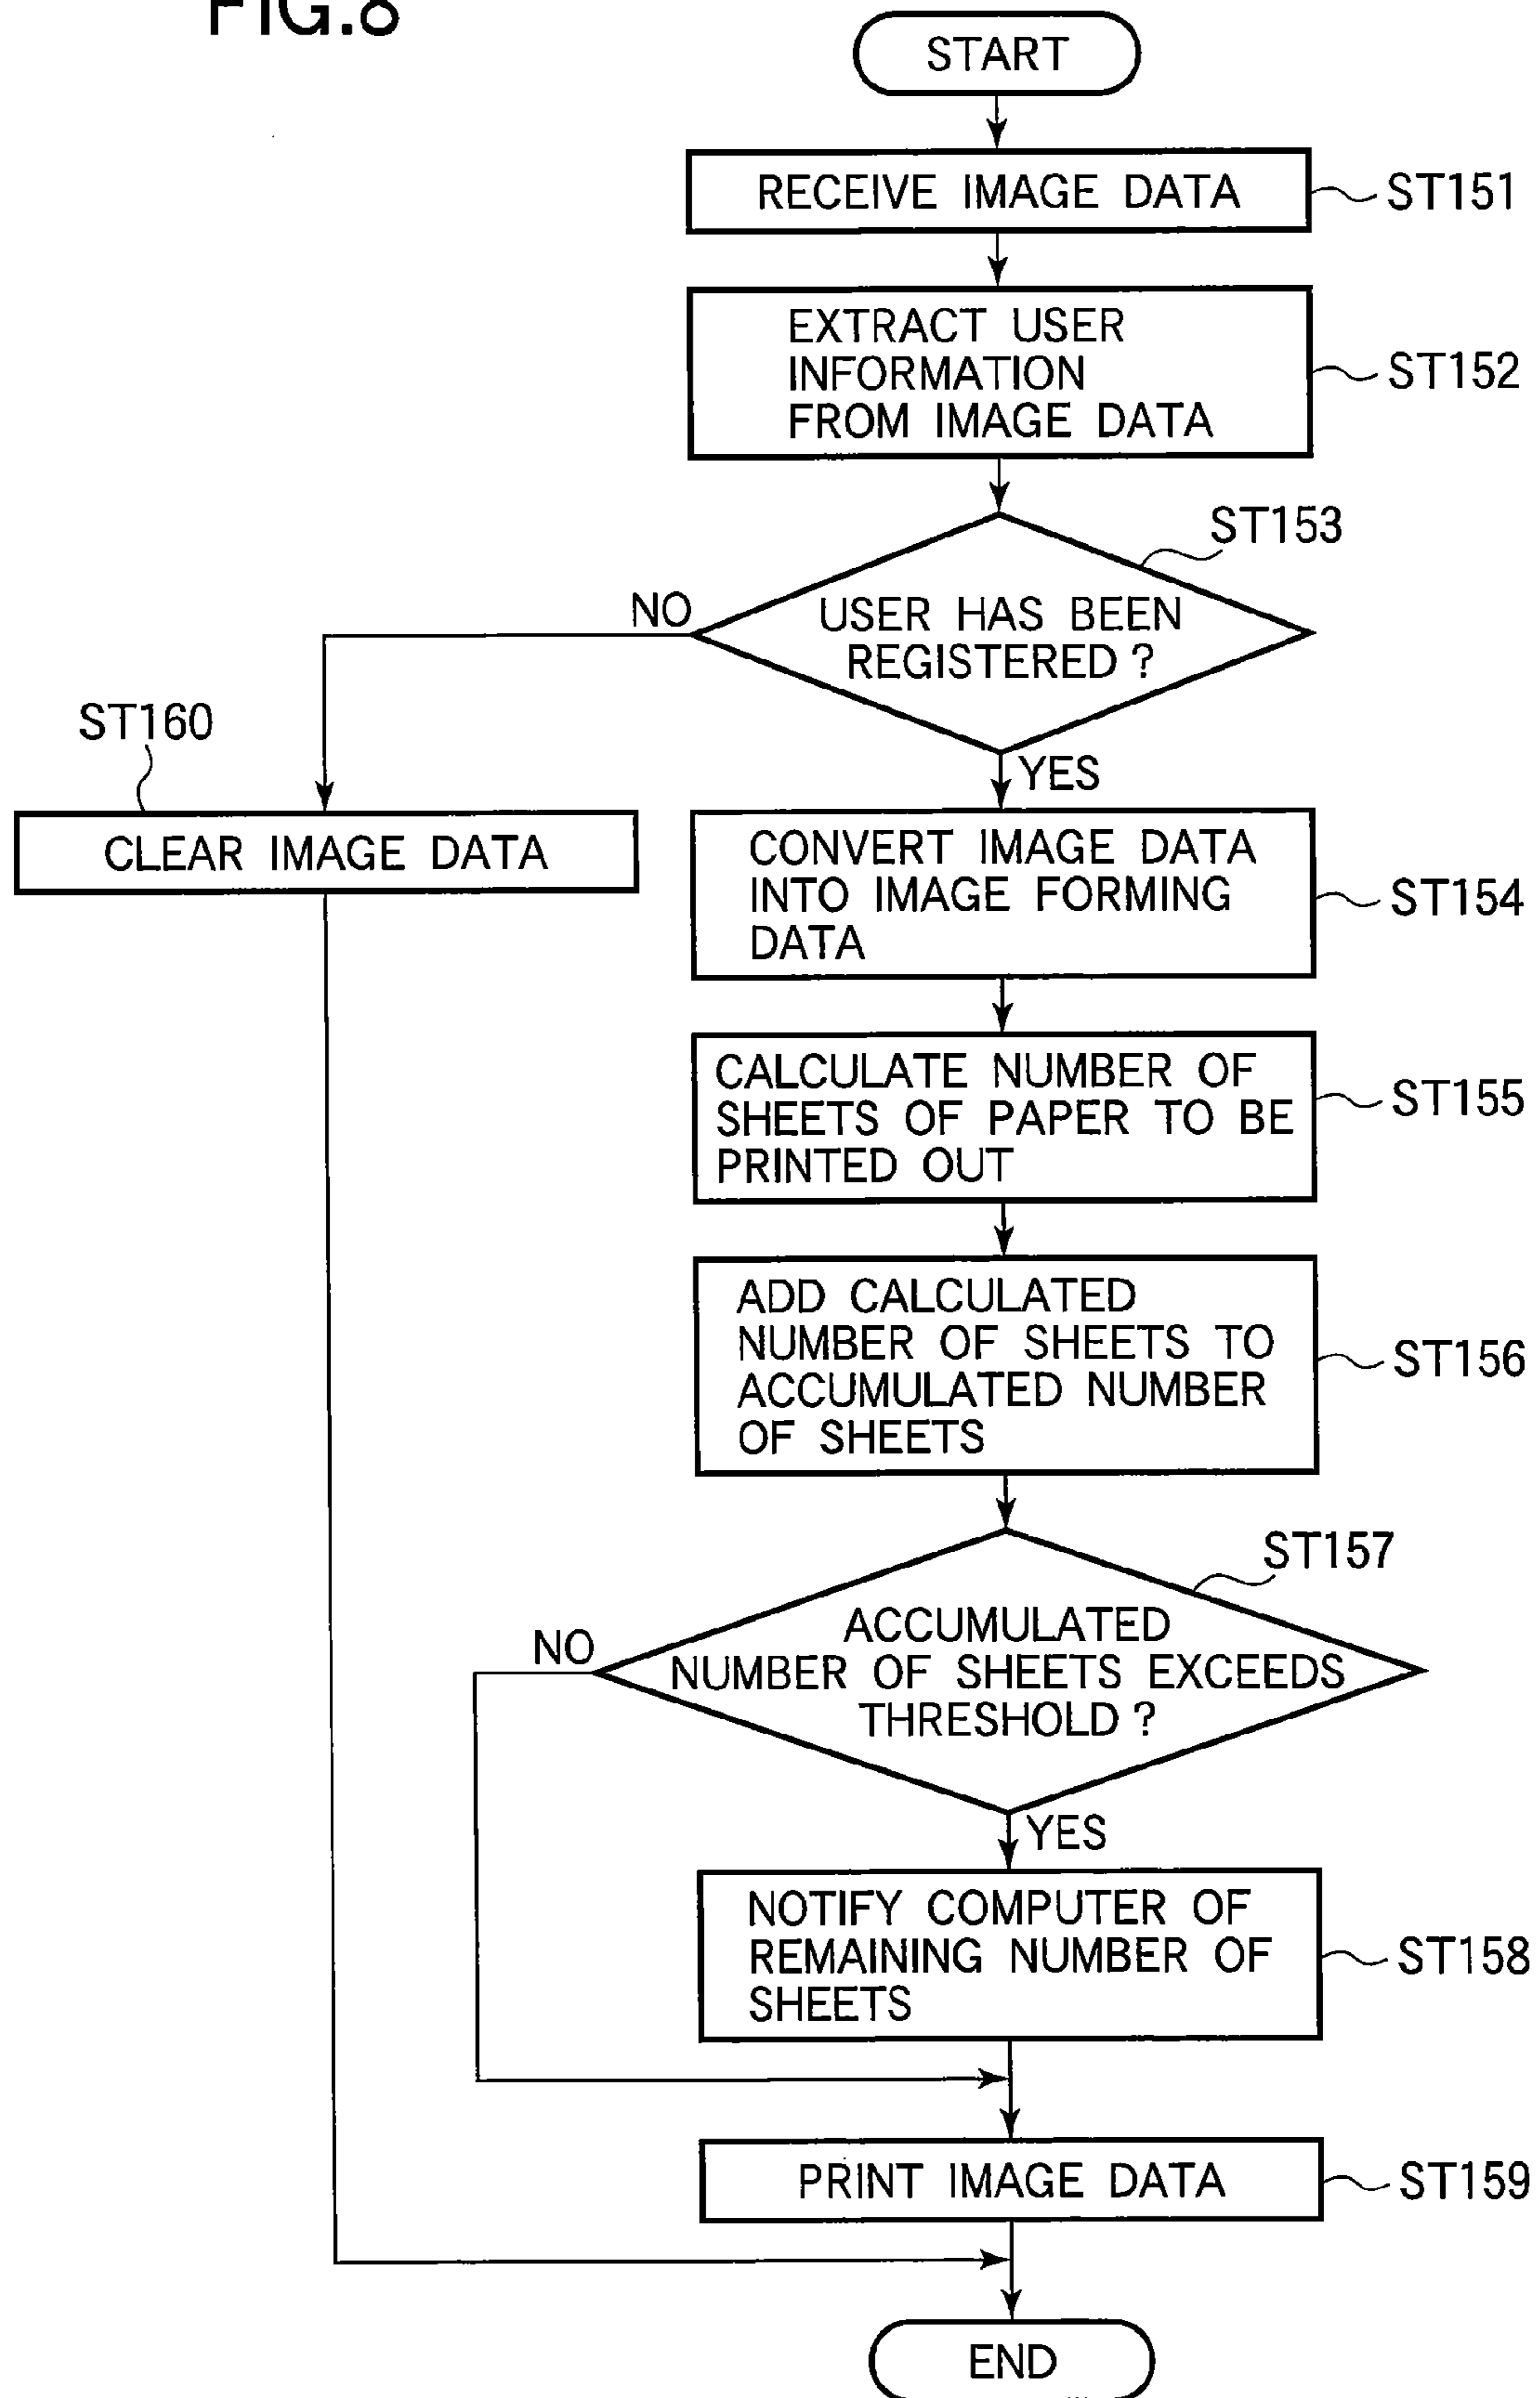 FIG.8
START
RECEIVE IMAGE DATA
ST151
EXTRACT USER
INFORMATION
FROM IMAGE DATA
ST152
ST153
NO
USER HAS BEEN
REGISTERED ?
YES
ST160
CLEAR IMAGE DATA
CONVERT IMAGE DATA
INTO IMAGE FORMING
DATA
ST154
CALCULATE NUMBER OF
SHEETS OF PAPER TO BE
PRINTED OUT
ST155
ADD CALCULATED
NUMBER OF SHEETS TO
ACCUMULATED NUMBER
OF SHEETS
ST156
ST157
NO
ACCUMULATED
NUMBER OF SHEETS EXCEEDS
THRESHOLD ?
YES
NOTIFY COMPUTER OF
REMAINING NUMBER OF
SHEETS
ST158
PRINT IMAGE DATA
ST159
END